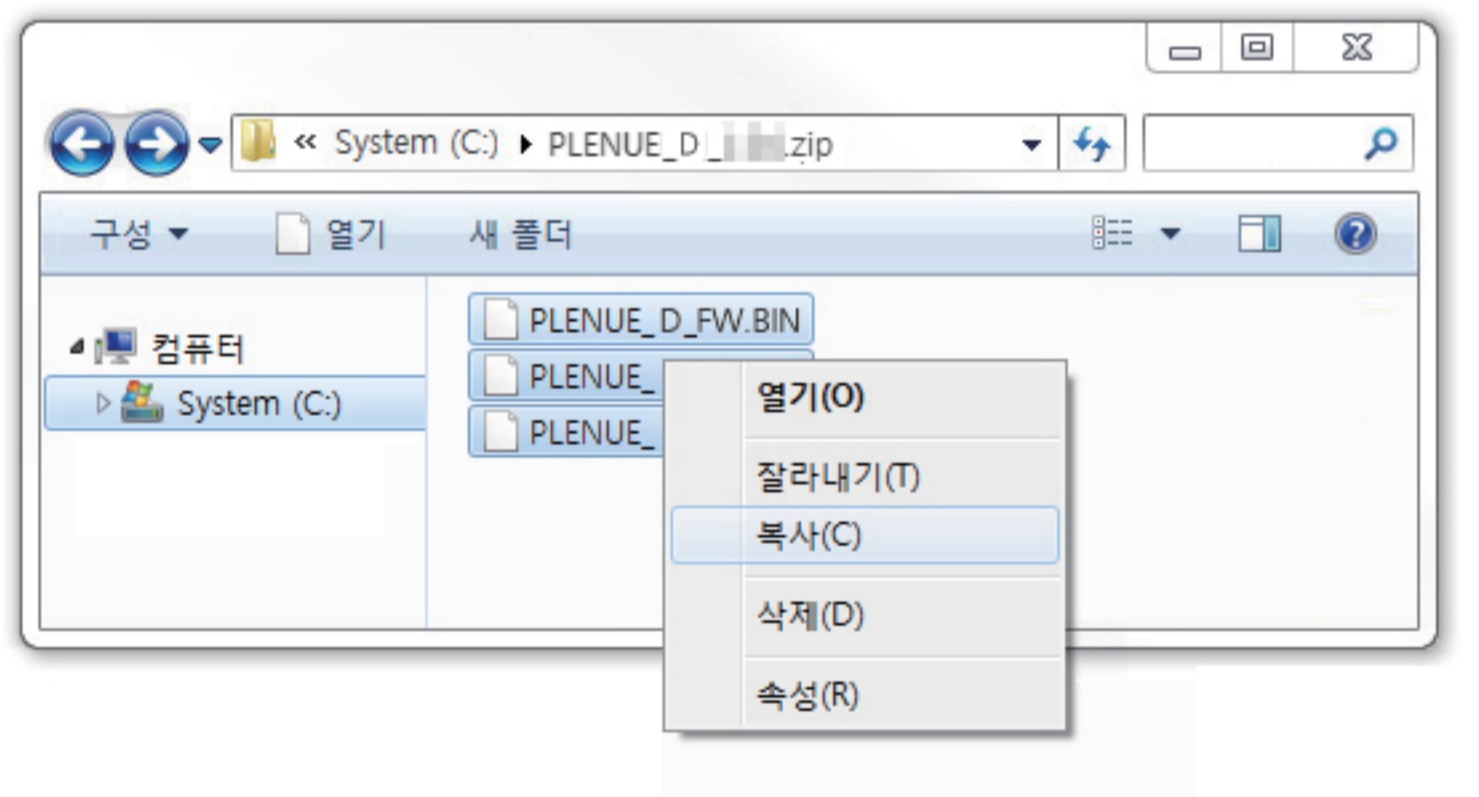 « System (C:) PLENUE_D_ .zip
구성 열기 새 폴더
컴퓨터
System (C:)
PLENUE_D_FW.BIN
PLENUE_
PLENUE_
열기(O)
잘라내기(T)
복사(C)
삭제(D)
속성(R)